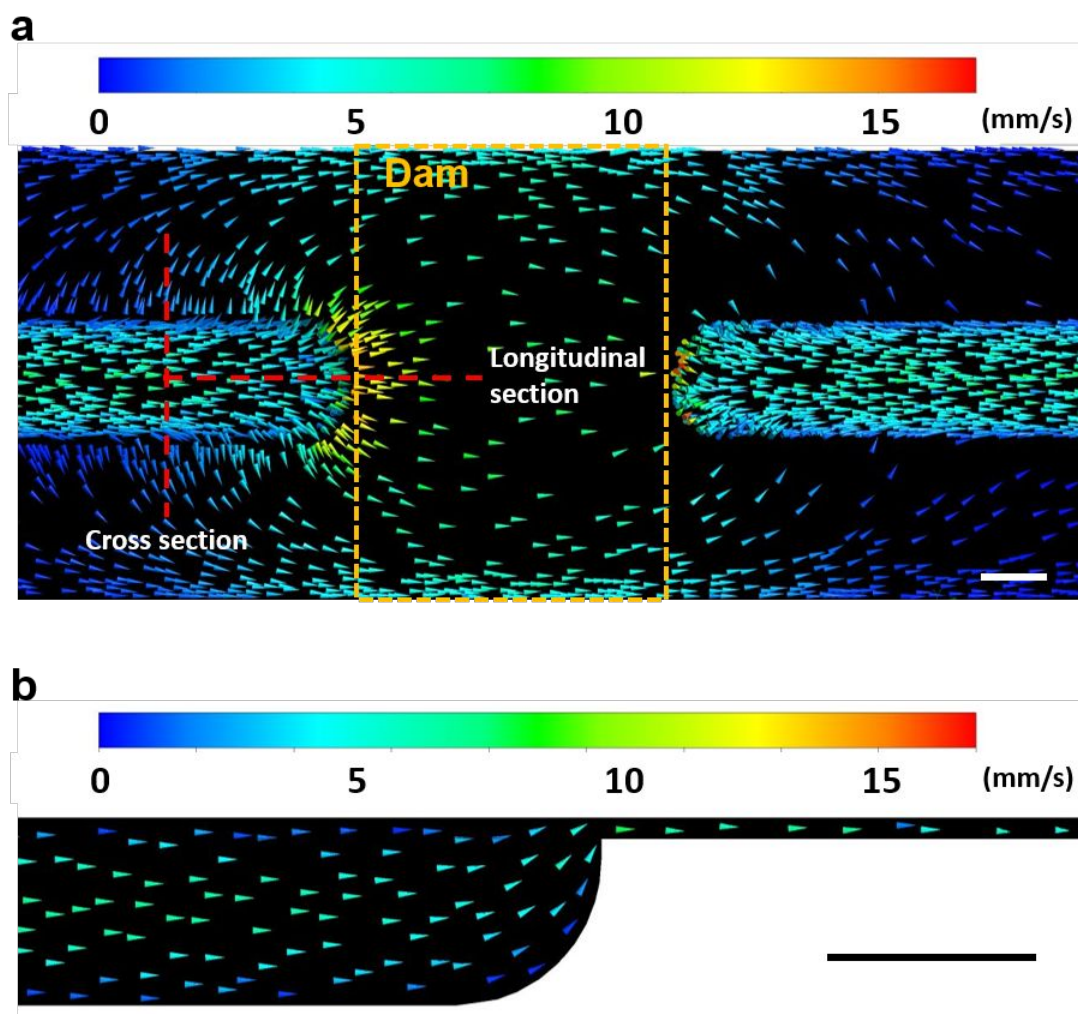 a
0 5 10 15 (mm/s)
Dam
Longitudinal
section
Cross section
b
0 5 10 15 (mm/s)